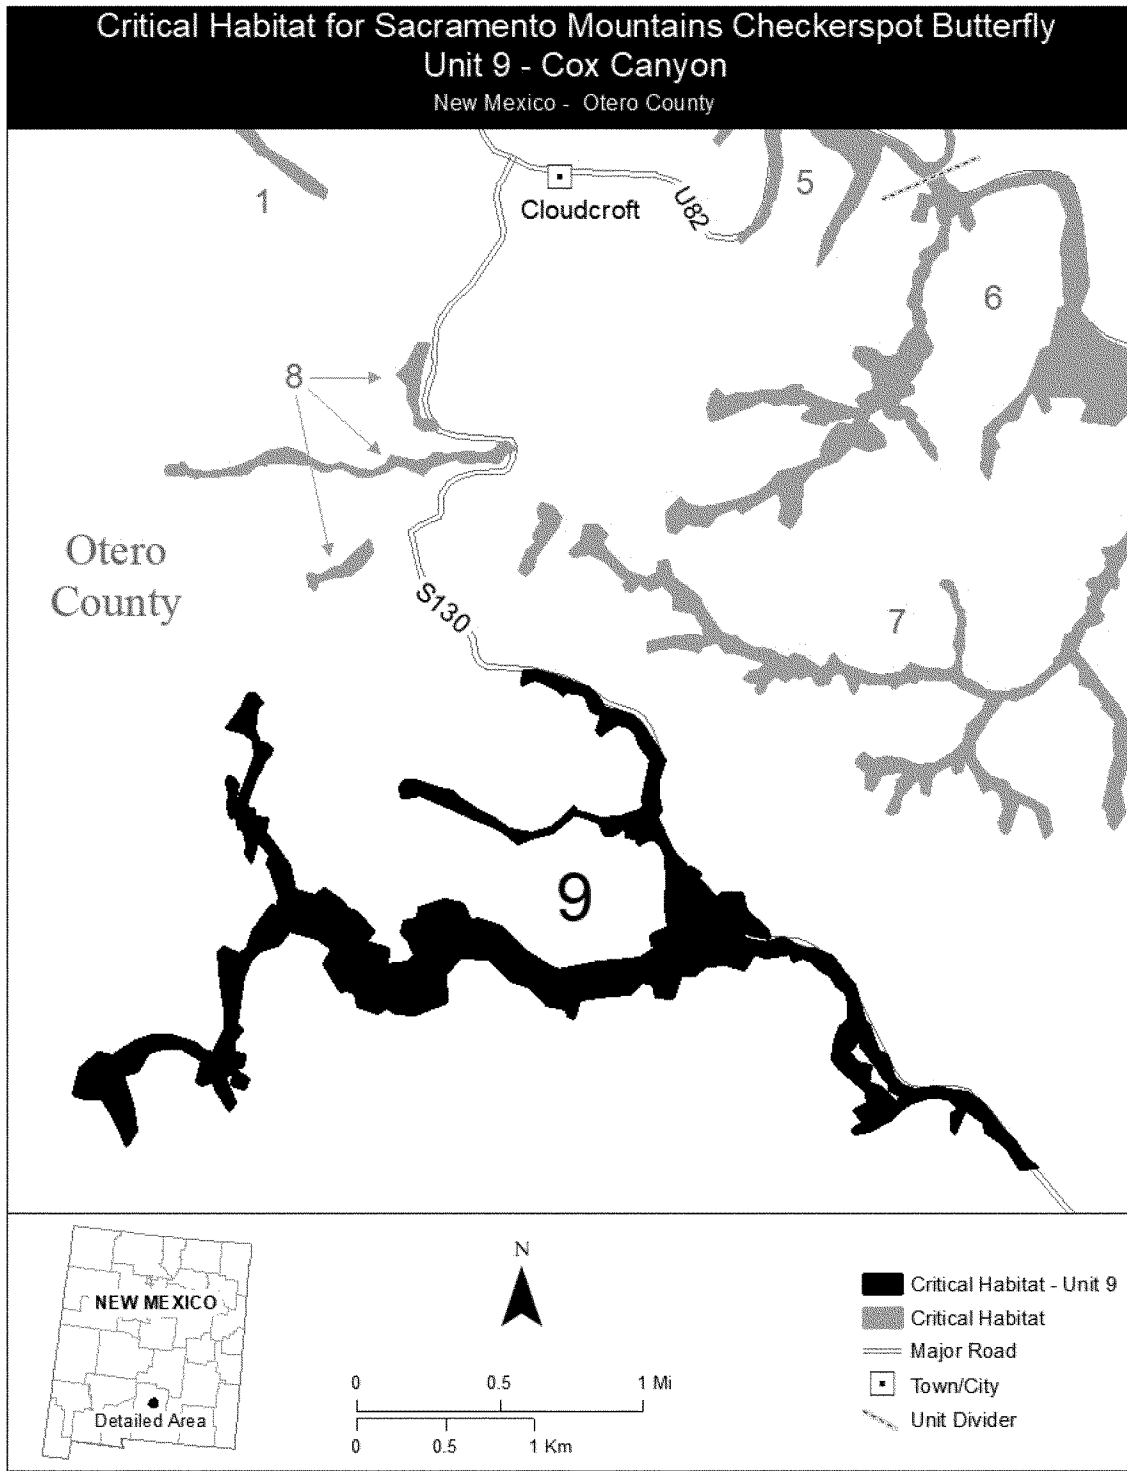 Critical Habitat for Sacramento Mountains Checkerspot Butterfly
Unit 9 - Cox Canyon
New Mexico - Otero County
1
Cloudcroft
U82
5
6
8
Otero
County
S130
7
9
NEW MEXICO
Detailed Area
N
0 0.5 1 Mi
0 0.5 1 Km
Critical Habitat - Unit 9
Critical Habitat
Major Road
Town/City
Unit Divider